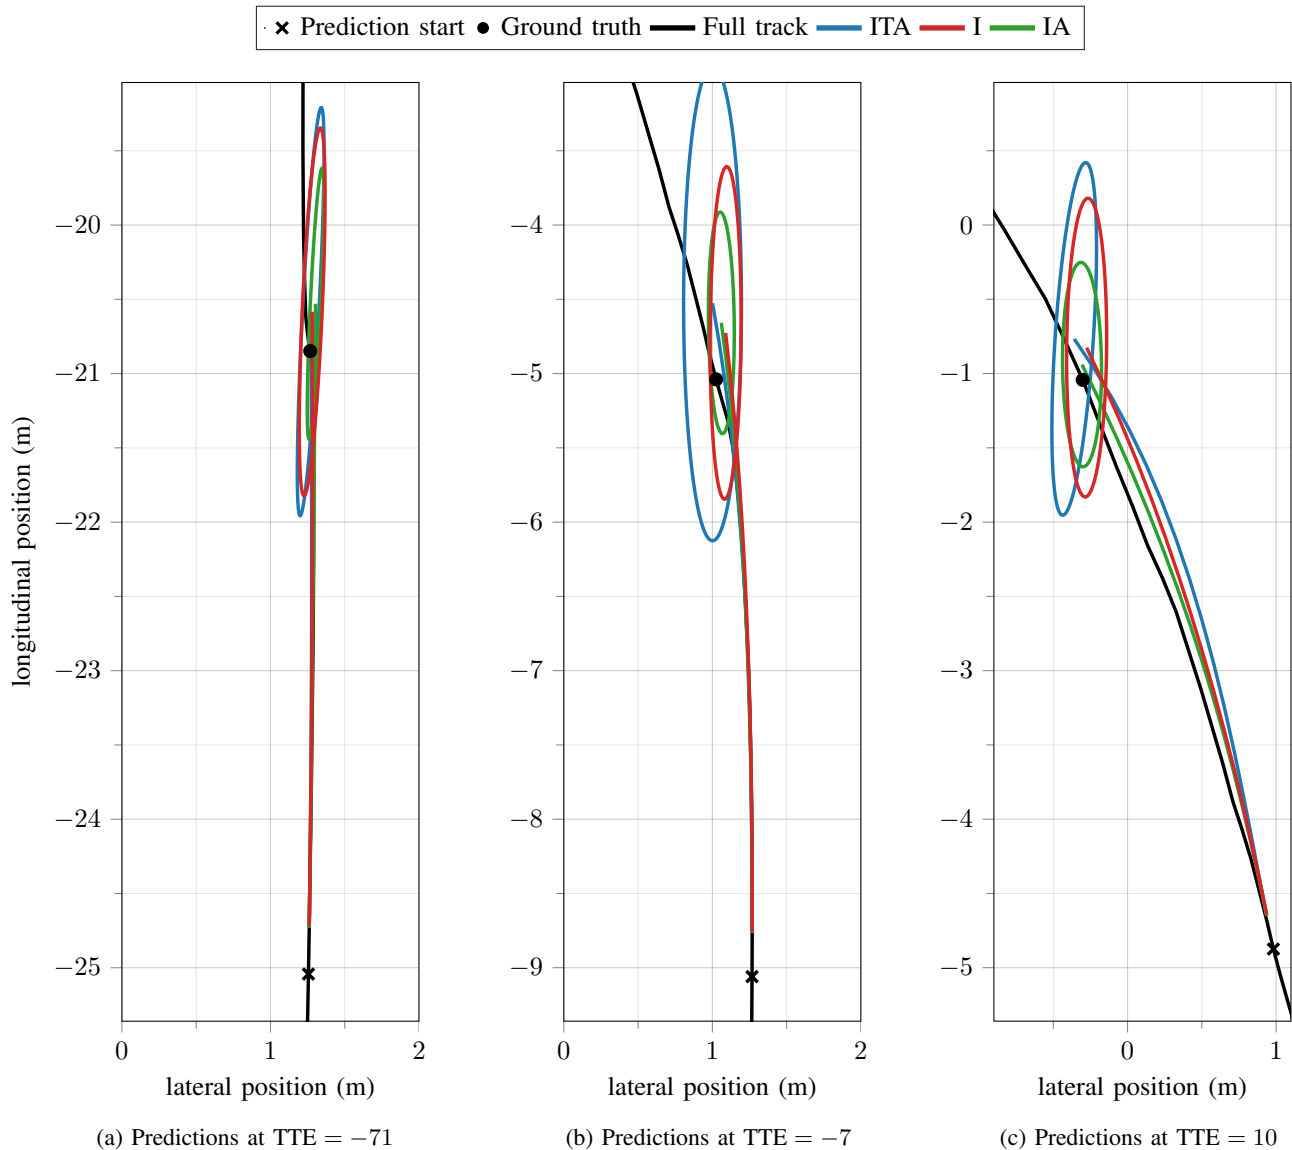 Prediction start Ground truth Full track ITA I IA
longitudinal position (m)
−20
−21
−22
−23
−24
−25
0 1 2
lateral position (m)
(a) Predictions at TTE = −71
−4
−5
−6
−7
−8
−9
0 1 2
lateral position (m)
(b) Predictions at TTE = −7
0
−1
−2
−3
−4
−5
0 1
lateral position (m)
(c) Predictions at TTE = 10